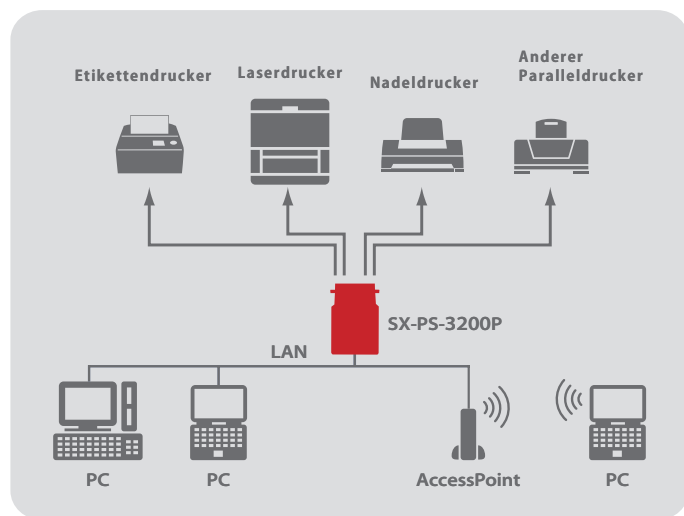 Etikettendrucker
Laserdrucker
Nadeldrucker
Anderer
Paralleldrucker
SX-PS-3200P
LAN
PC
PC
AccessPoint
PC